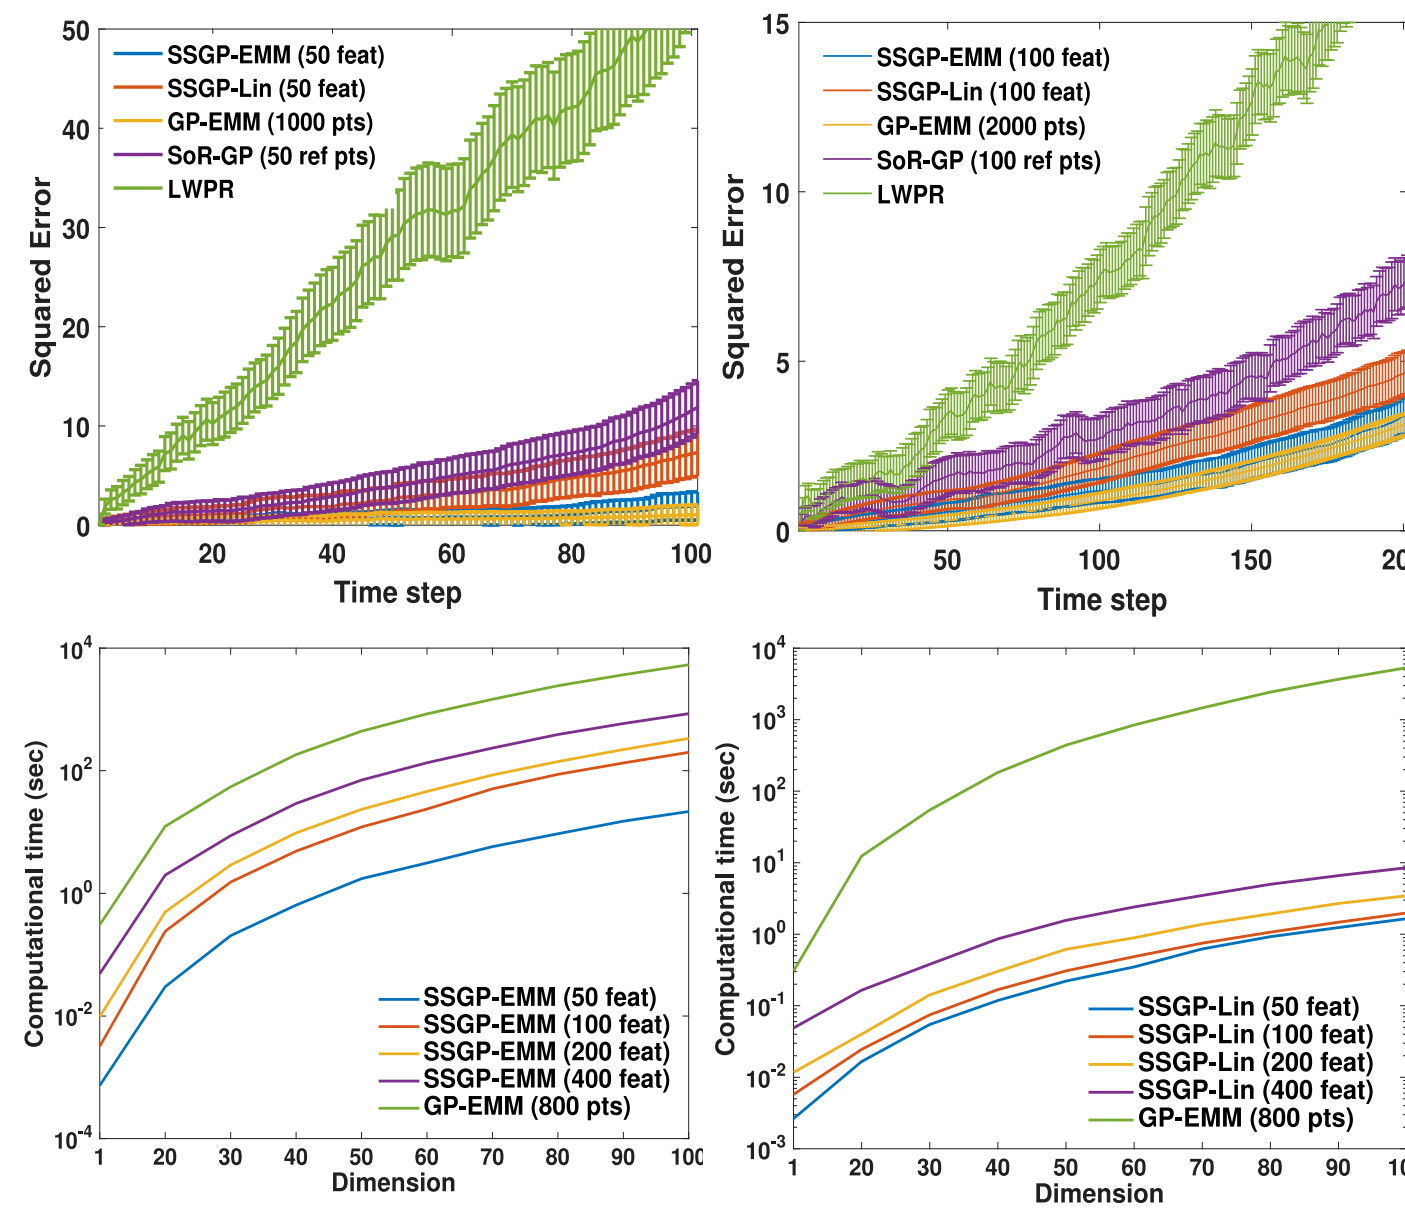 50
40
30
20
10
0
Squared Error
SSGP-EMM (50 feat)
SSGP-Lin (50 feat)
GP-EMM (1000 pts)
SoR-GP (50 ref pts)
LWPR
20 40 60 80 100
Time step
15
10
5
0
Squared Error
SSGP-EMM (100 feat)
SSGP-Lin (100 feat)
GP-EMM (2000 pts)
SoR-GP (100 ref pts)
LWPR
50 100 150 20
Time step
10^4
10^2
10^0
10^-2
10^-4
Computational time (sec)
SSGP-EMM (50 feat)
SSGP-EMM (100 feat)
SSGP-EMM (200 feat)
SSGP-EMM (400 feat)
GP-EMM (800 pts)
1 20 30 40 50 60 70 80 90 100
Dimension
10^4
10^3
10^2
10^1
10^0
10^-1
10^-2
10^-3
Computational time (sec)
SSGP-Lin (50 feat)
SSGP-Lin (100 feat)
SSGP-Lin (200 feat)
SSGP-Lin (400 feat)
GP-EMM (800 pts)
1 20 30 40 50 60 70 80 90 10
Dimension